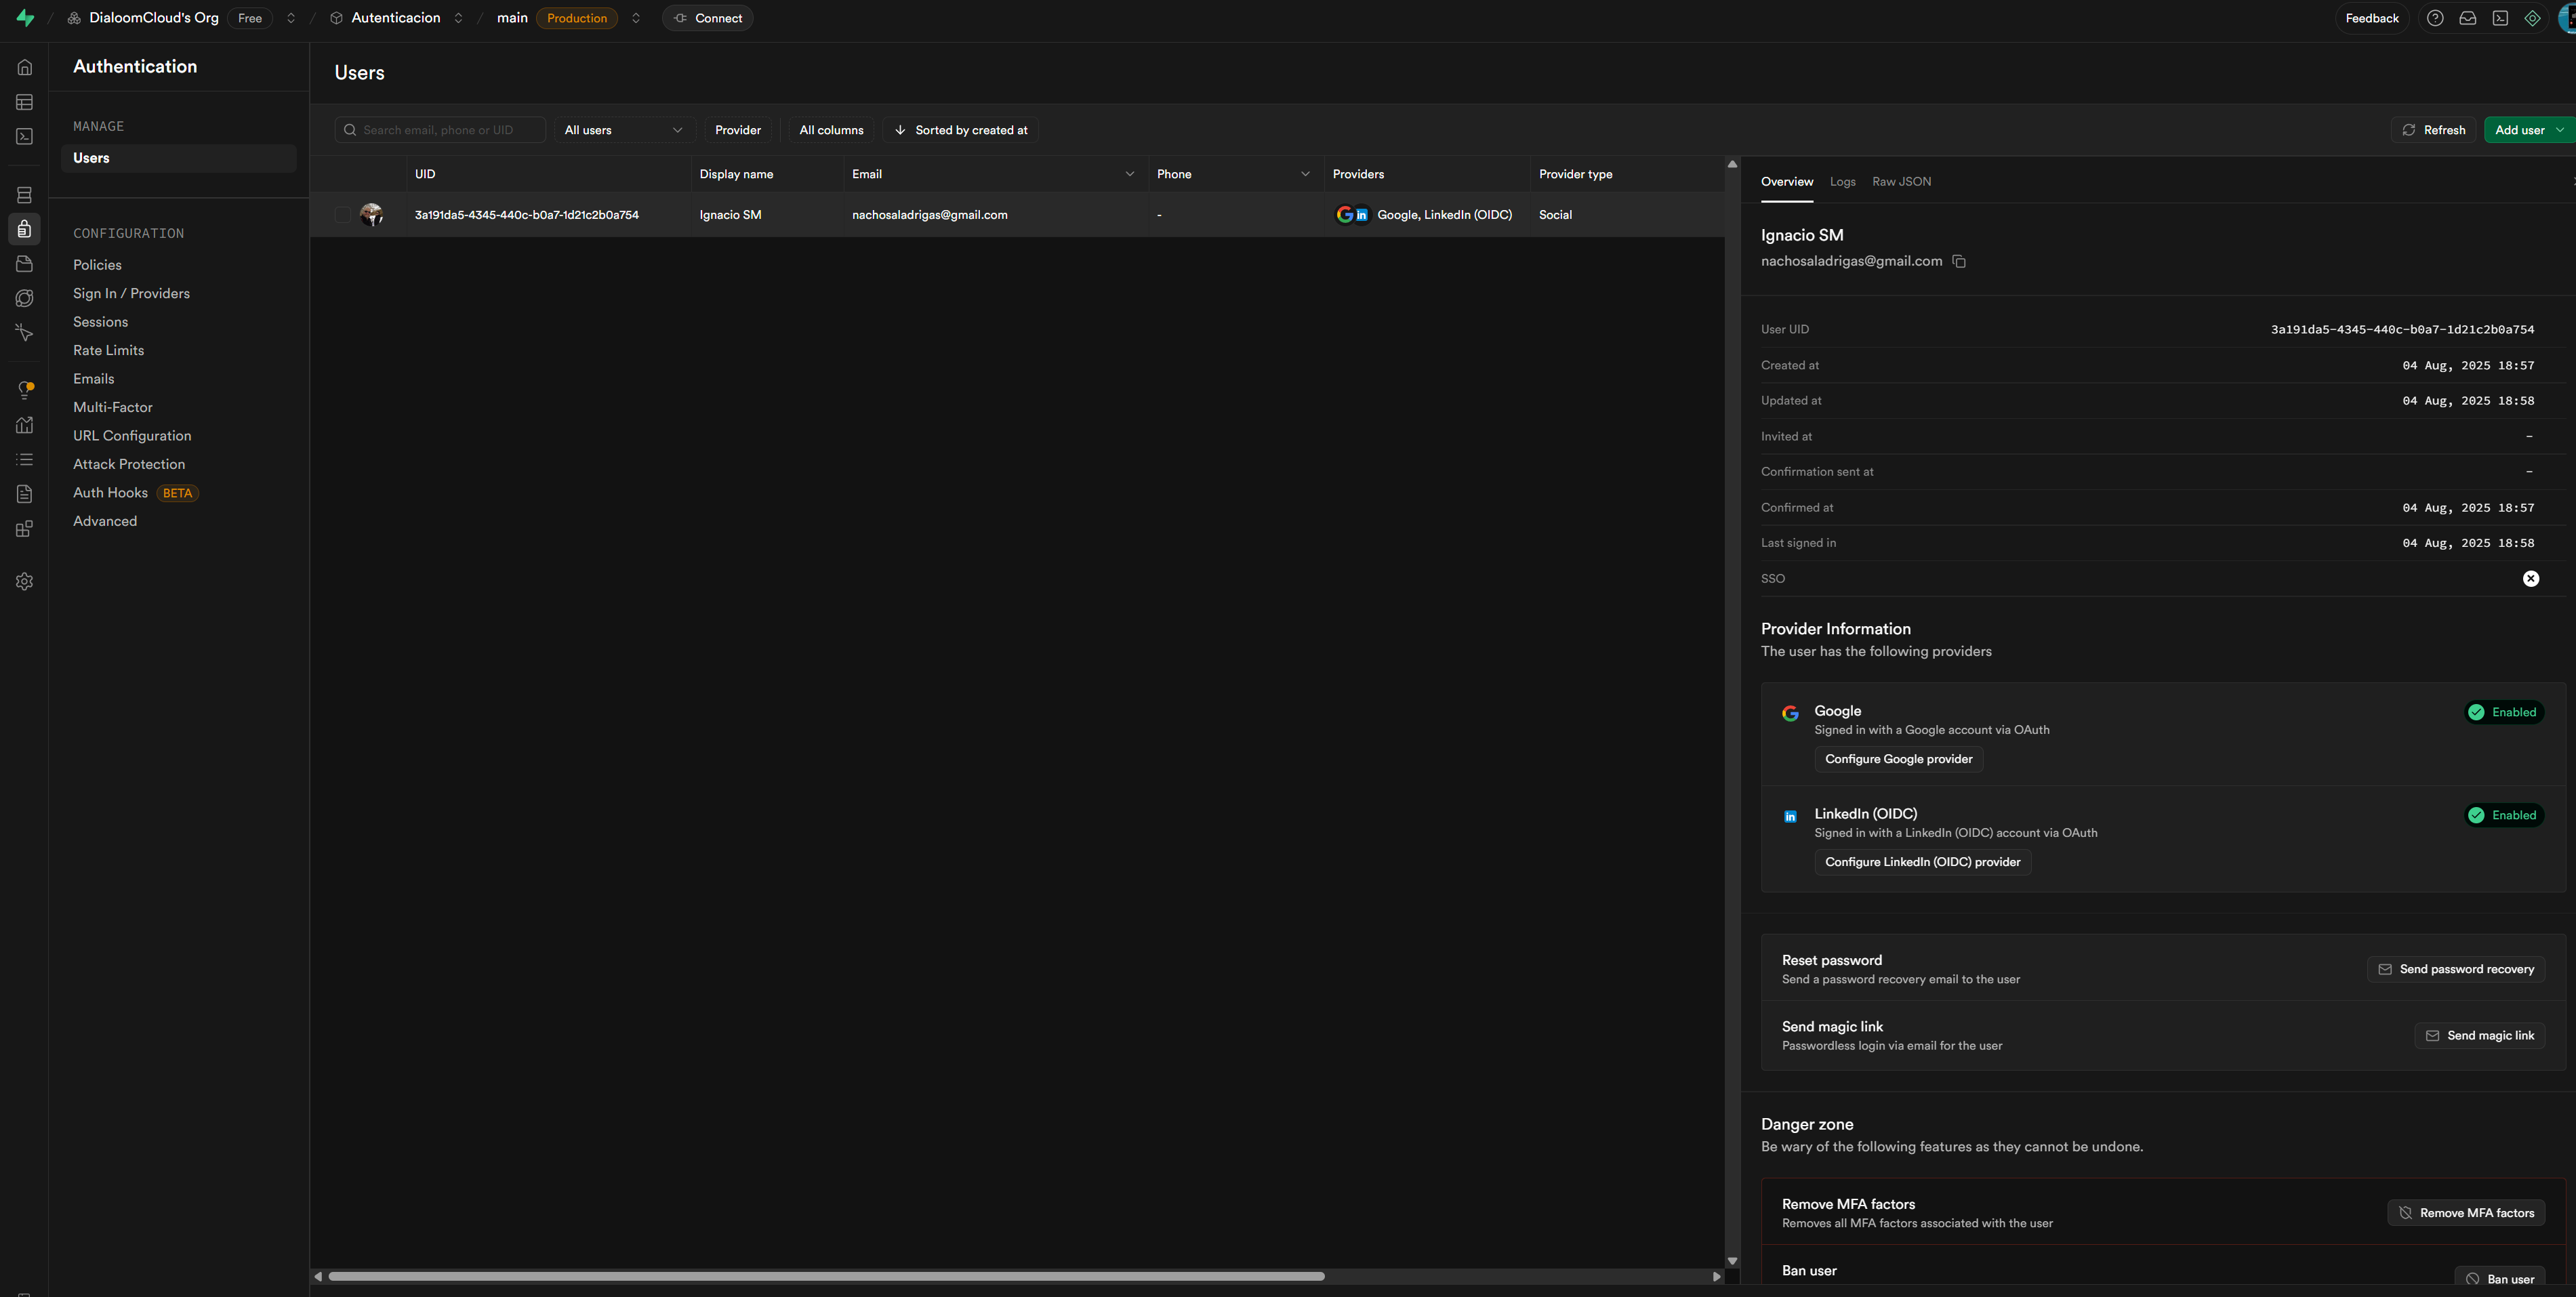 DialoomCloud's Org Free Autenticacion main Production Connect Feedback
Authentication
MANAGE
Users
CONFIGURATION
Policies
Sign In / Providers
Sessions
Rate Limits
Emails
Multi-Factor
URL Configuration
Attack Protection
Auth Hooks BETA
Advanced
Users
Search email, phone or UID All users Provider All columns Sorted by created at Refresh Add user
UID Display name Email Phone Providers Provider type
3a191da5-4345-440c-b0a7-1d21c2b0a754 Ignacio SM nachosaladrigas@gmail.com - Google, LinkedIn (OIDC) Social
Overview Logs Raw JSON
Ignacio SM
nachosaladrigas@gmail.com
User UID 3a191da5-4345-440c-b0a7-1d21c2b0a754
Created at 04 Aug, 2025 18:57
Updated at 04 Aug, 2025 18:58
Invited at -
Confirmation sent at -
Confirmed at 04 Aug, 2025 18:57
Last signed in 04 Aug, 2025 18:58
SSO
Provider Information
The user has the following providers
Google Enabled
Signed in with a Google account via OAuth
Configure Google provider
LinkedIn (OIDC) Enabled
Signed in with a LinkedIn (OIDC) account via OAuth
Configure LinkedIn (OIDC) provider
Reset password
Send a password recovery email to the user
Send password recovery
Send magic link
Passwordless login via email for the user
Send magic link
Danger zone
Be wary of the following features as they cannot be undone.
Remove MFA factors
Removes all MFA factors associated with the user
Remove MFA factors
Ban user
Ban user